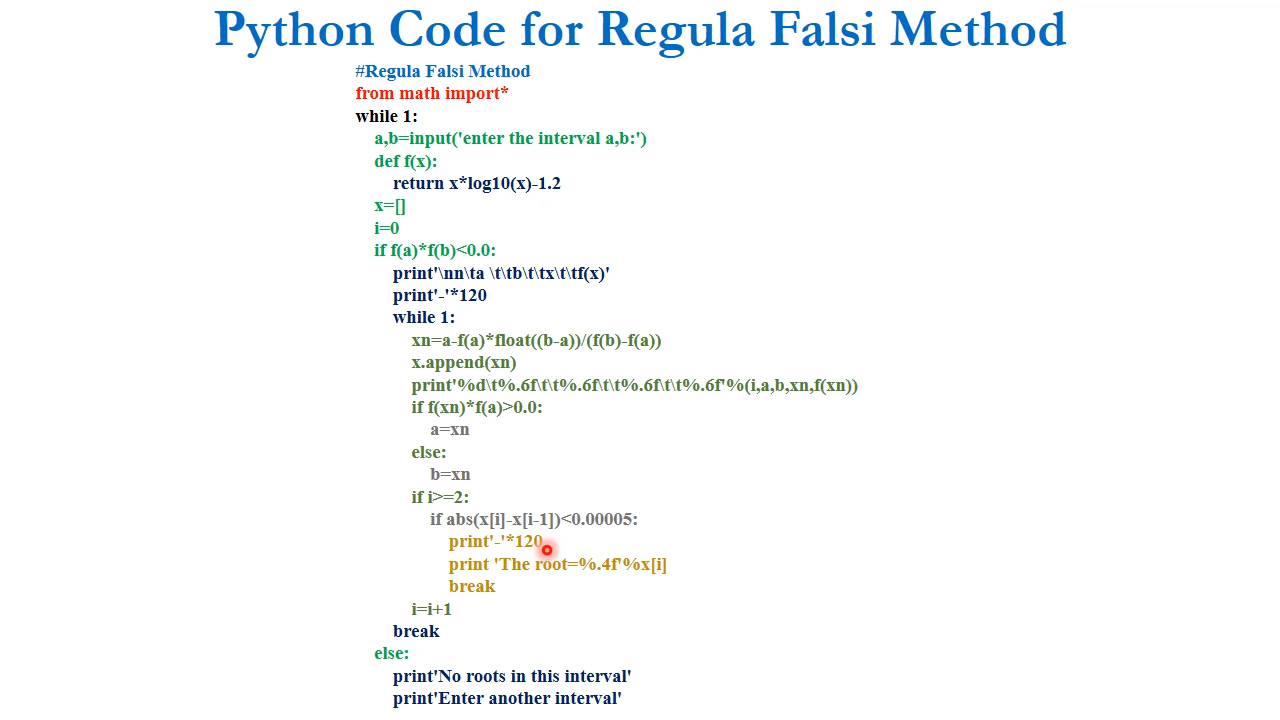 Python Code for Regula Falsi Method
#Regula Falsi Method
from math import*
while 1:
a,b=input('enter the interval a,b:')
def f(x):
return x*log10(x)-1.2
x=[]
i=0
if f(a)*f(b)<0.0:
print'\nn\ta \t\tb\t\tx\t\tf(x)'
print'-'*120
while 1:
xn=a-f(a)*float((b-a))/(f(b)-f(a))
x.append(xn)
print'%d\t%.6f\t\t%.6f\t\t%.6f\t\t%.6f'%(i,a,b,xn,f(xn))
if f(xn)*f(a)>0.0:
a=xn
else:
b=xn
if i>=2:
if abs(x[i]-x[i-1])<0.00005:
print'-'*120
print 'The root=%.4f'%x[i]
break
i=i+1
break
else:
print'No roots in this interval'
print'Enter another interval'